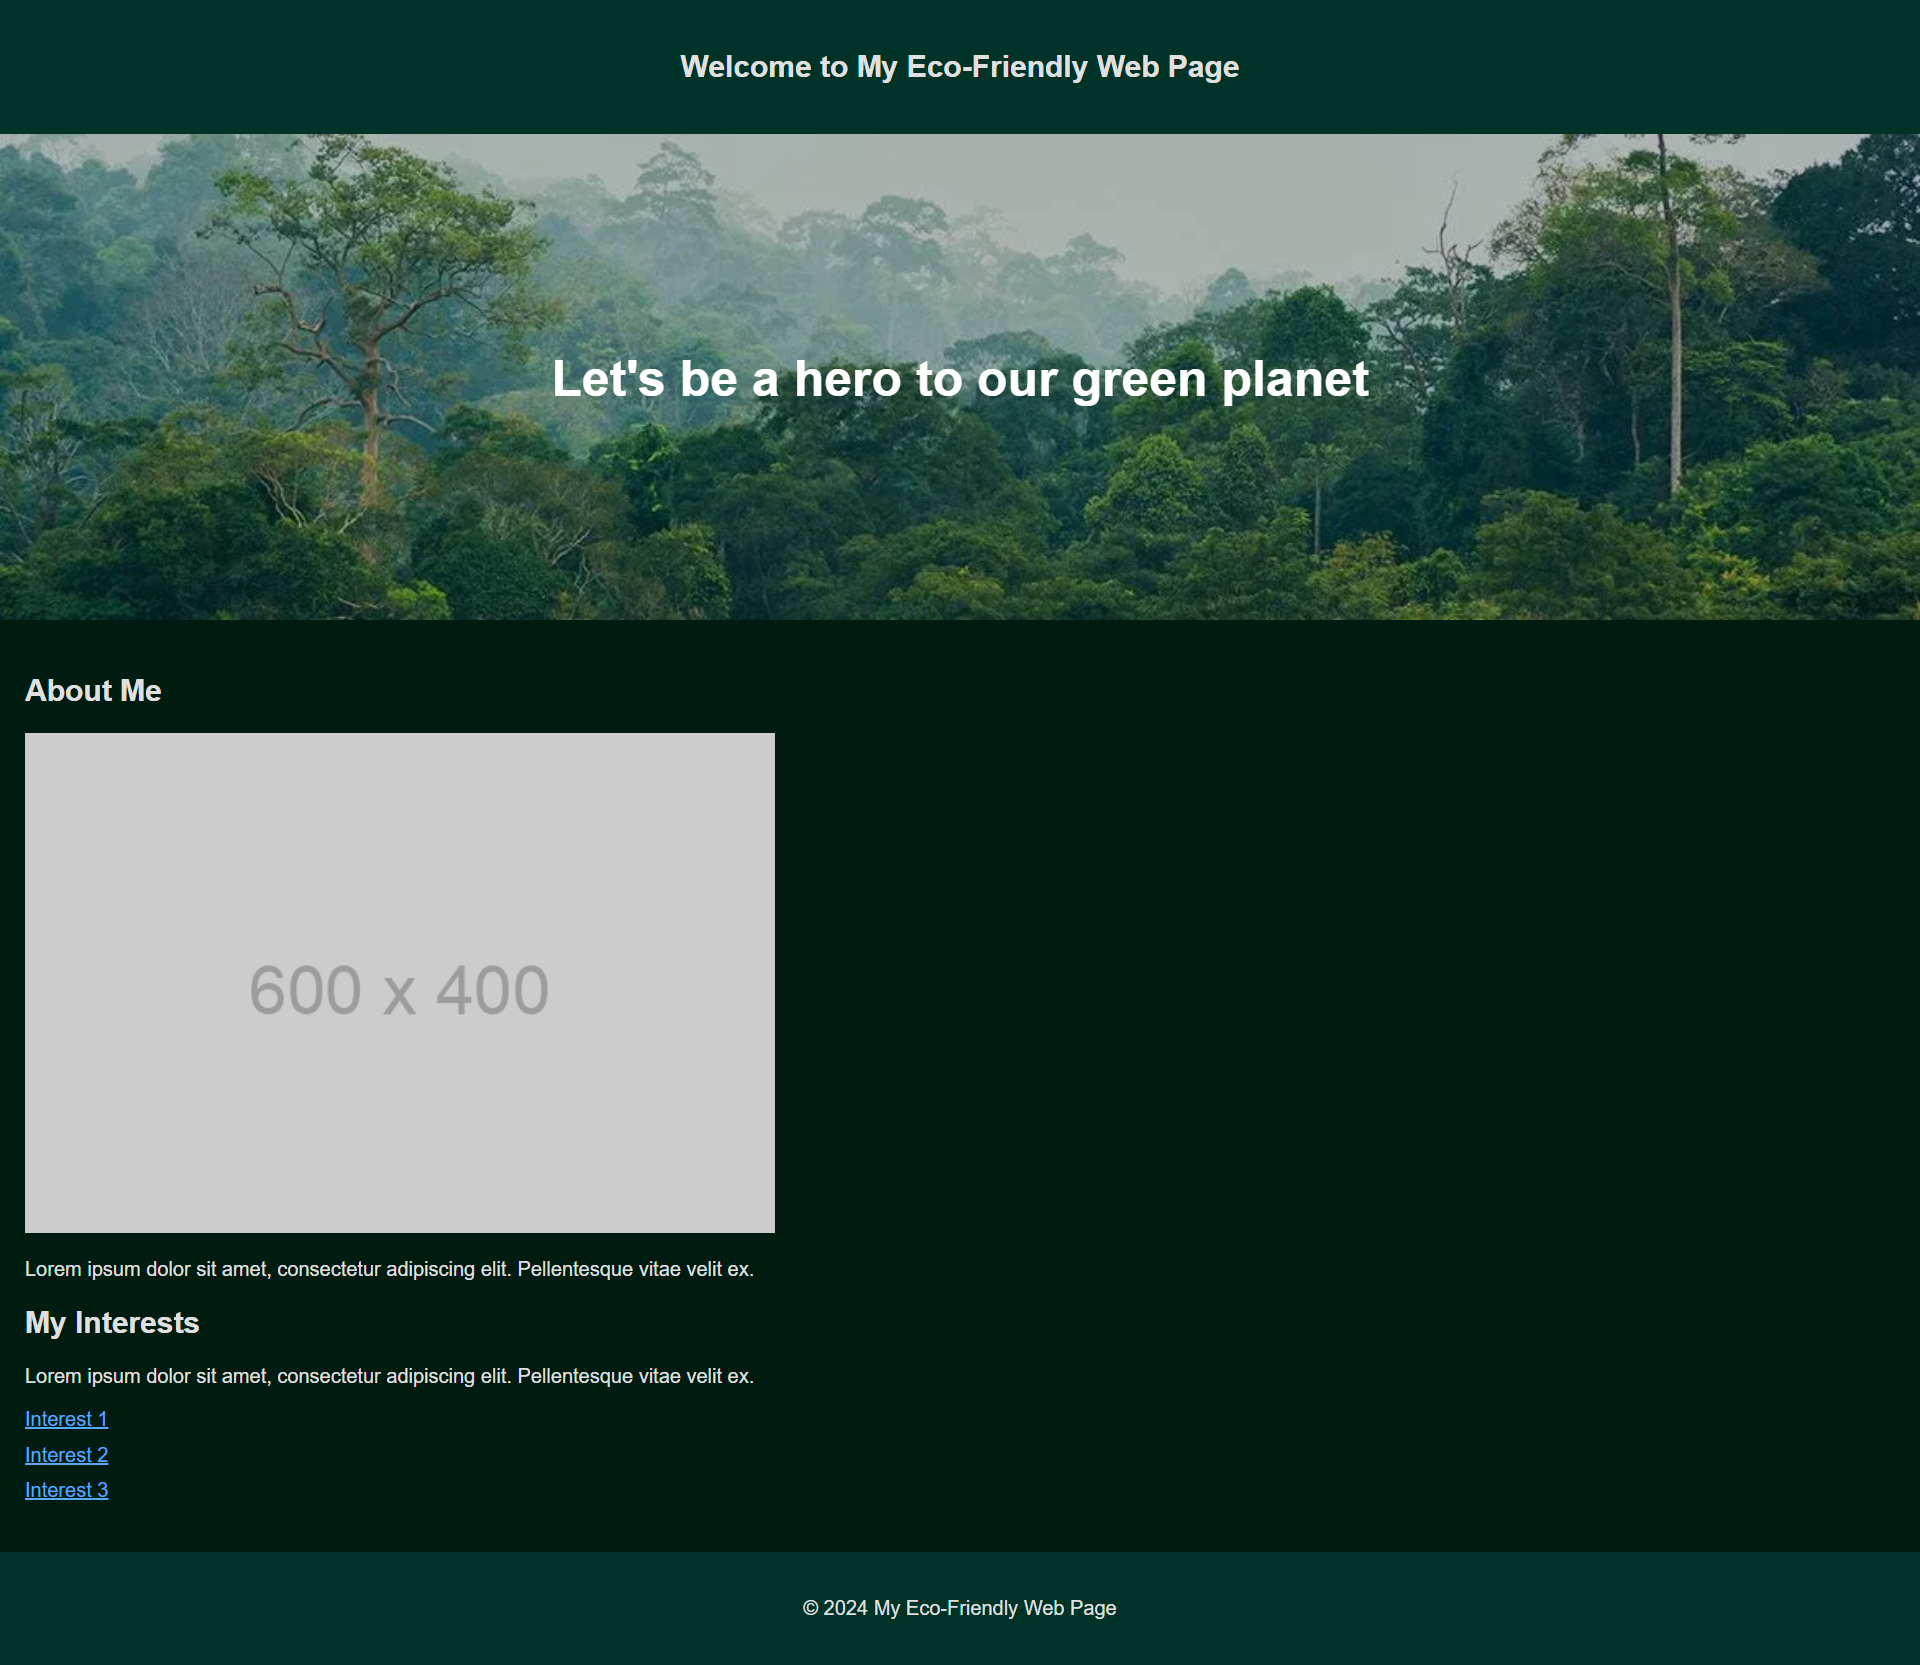 Welcome to My Eco-Friendly Web Page
Let's be a hero to our green planet
About Me
600 x 400
Lorem ipsum dolor sit amet, consectetur adipiscing elit. Pellentesque vitae velit ex.
My Interests
Lorem ipsum dolor sit amet, consectetur adipiscing elit. Pellentesque vitae velit ex.
Interest 1
Interest 2
Interest 3
© 2024 My Eco-Friendly Web Page